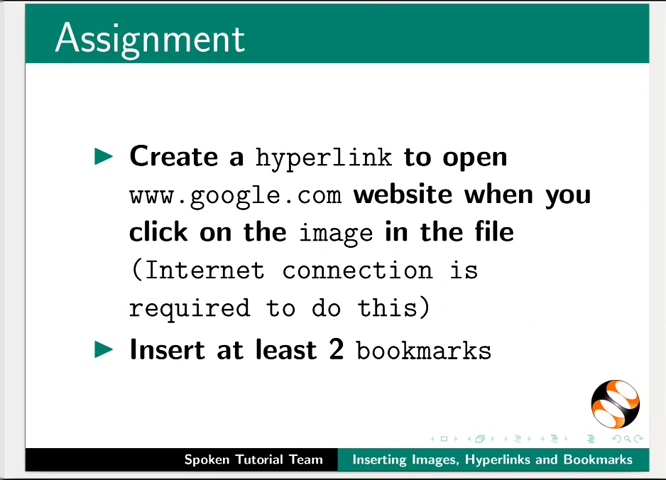 Assignment
Create a hyperlink to open
www.google.com website when you
click on the image in the file
(Internet connection is
required to do this)
Insert at least 2 bookmarks
Spoken Tutorial Team
Inserting Images, Hyperlinks and Bookmarks